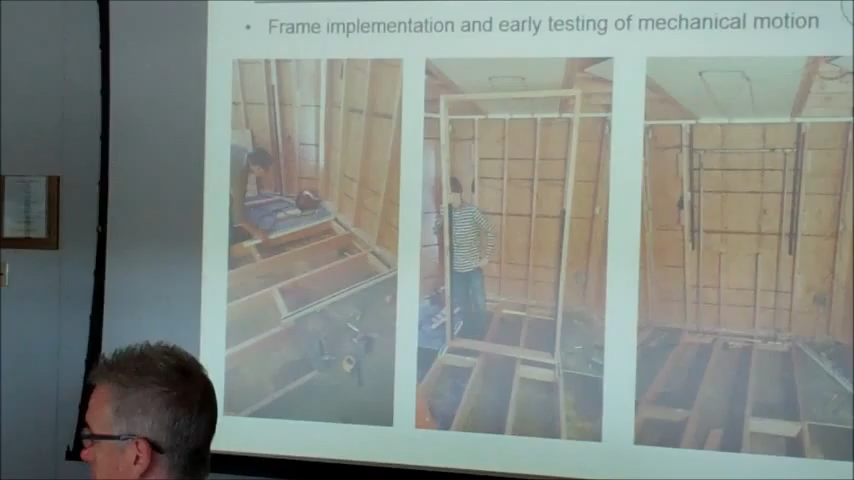 • Frame implementation and early testing of mechanical motion